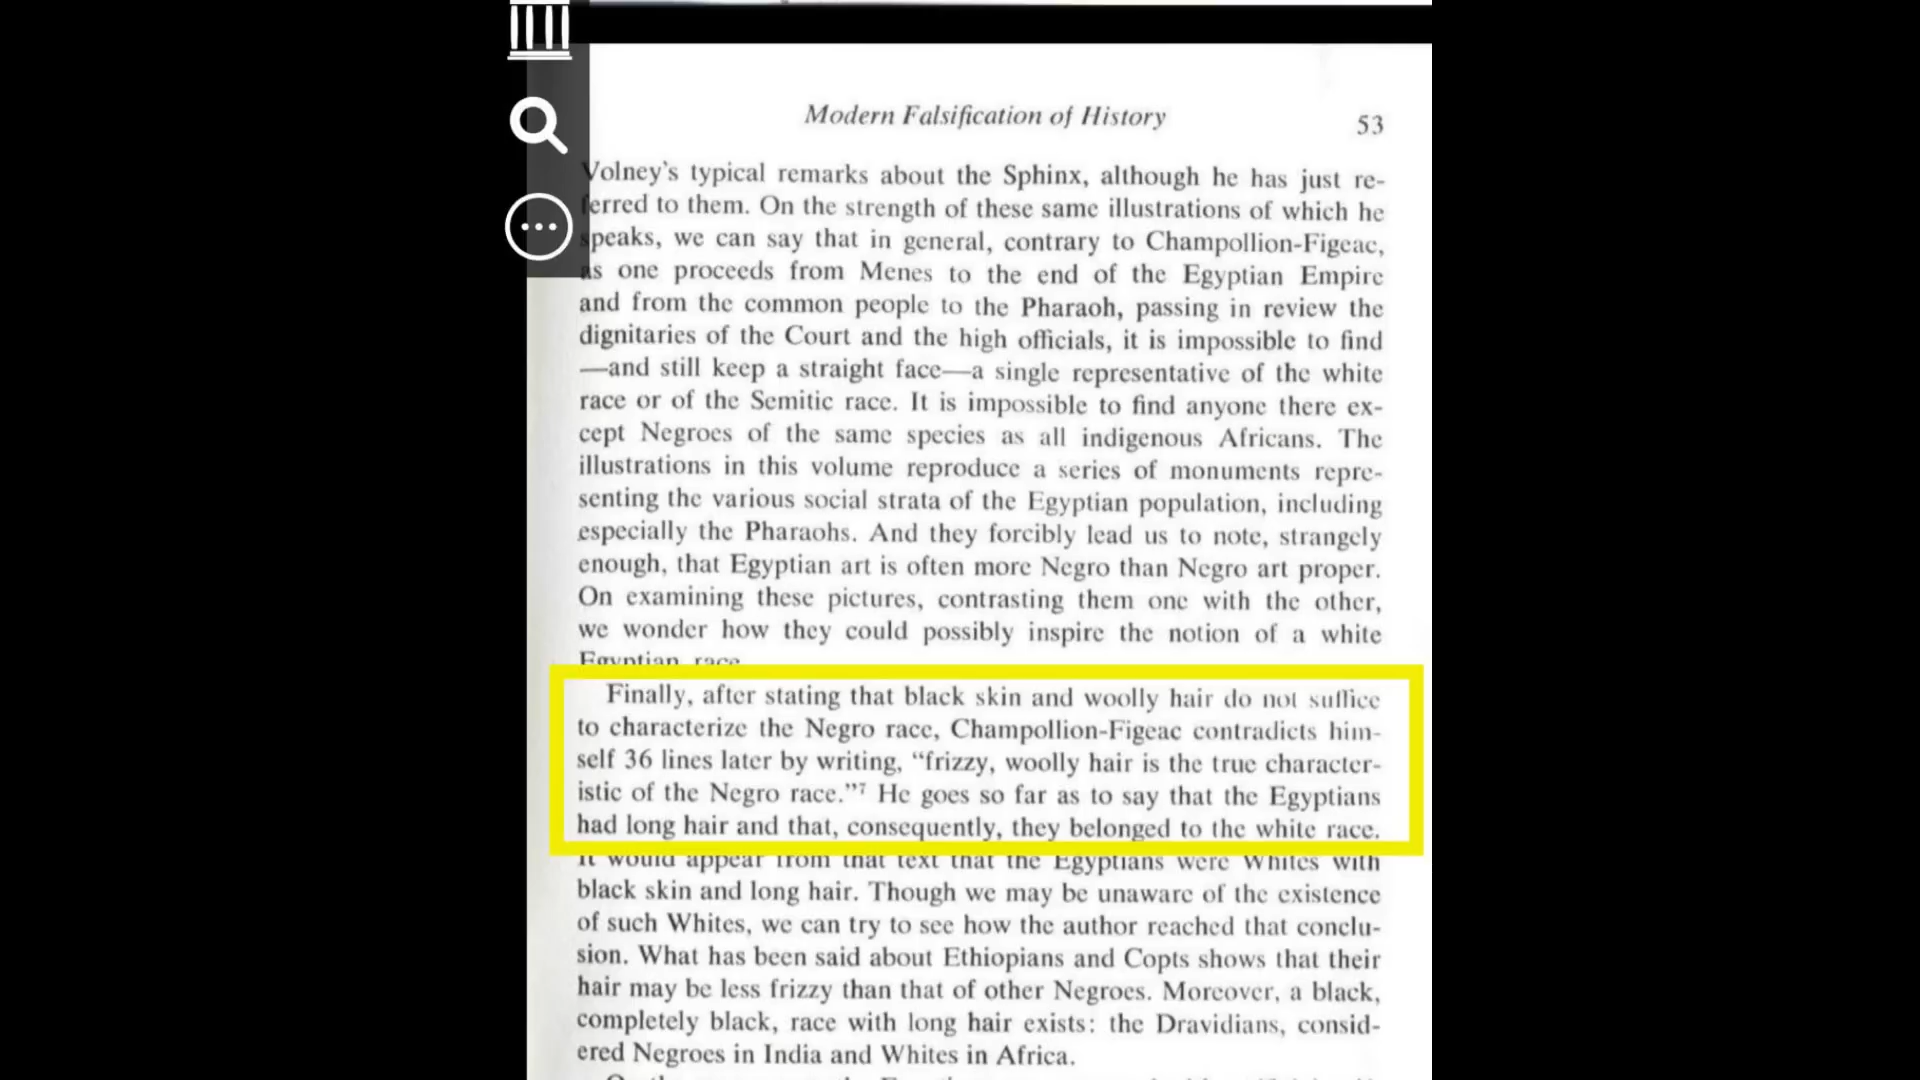 Modern Falsification of History
53
Volney's typical remarks about the Sphinx, although he has just re-
ferred to them. On the strength of these same illustrations of which he
speaks, we can say that in general, contrary to Champollion-Figeac,
as one proceeds from Menes to the end of the Egyptian Empire
and from the common people to the Pharaoh, passing in review the
dignitaries of the Court and the high officials, it is impossible to find
—and still keep a straight face—a single representative of the white
race or of the Semitic race. It is impossible to find anyone there ex-
cept Negroes of the same species as all indigenous Africans. The
illustrations in this volume reproduce a series of monuments repre-
senting the various social strata of the Egyptian population, including
especially the Pharaohs. And they forcibly lead us to note, strangely
enough, that Egyptian art is often more Negro than Negro art proper.
On examining these pictures, contrasting them one with the other,
we wonder how they could possibly inspire the notion of a white
Egyptian race.
Finally, after stating that black skin and woolly hair do not suffice
to characterize the Negro race, Champollion-Figeac contradicts him-
self 36 lines later by writing, “frizzy, woolly hair is the true character-
istic of the Negro race.”⁷ He goes so far as to say that the Egyptians
had long hair and that, consequently, they belonged to the white race.
It would appear from that text that the Egyptians were Whites with
black skin and long hair. Though we may be unaware of the existence
of such Whites, we can try to see how the author reached that conclu-
sion. What has been said about Ethiopians and Copts shows that their
hair may be less frizzy than that of other Negroes. Moreover, a black,
completely black, race with long hair exists: the Dravidians, consid-
ered Negroes in India and Whites in Africa.